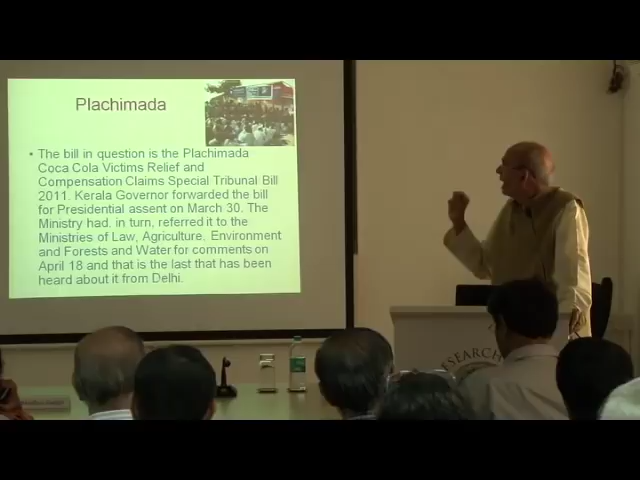 Plachimada
• The bill in question is the Plachimada
Coca Cola Victims Relief and
Compensation Claims Special Tribunal Bill
2011. Kerala Governor forwarded the bill
for Presidential assent on March 30. The
Ministry had, in turn, referred it to the
Ministries of Law, Agriculture, Environment
and Forests and Water for comments on
April 18 and that is the last that has been
heard about it from Delhi.